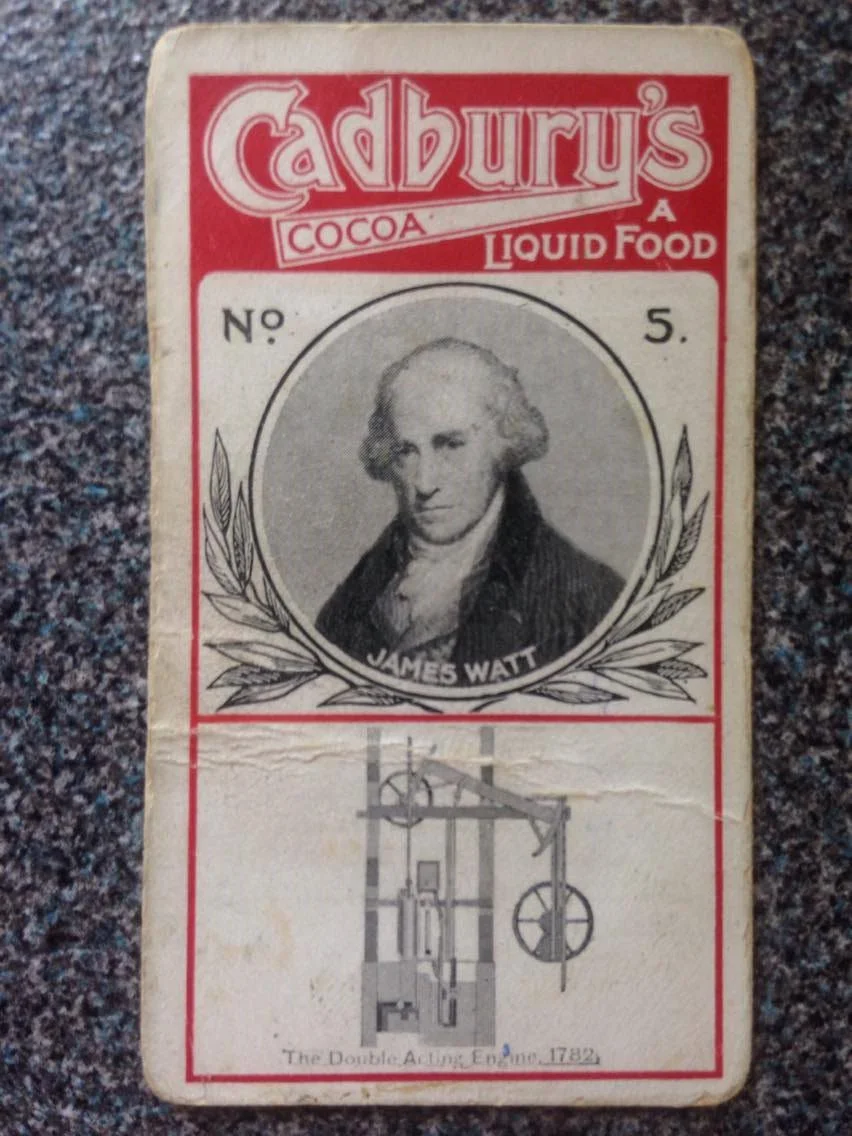 Cadbury's
COCOA
A
LIQUID FOOD
Nº 5.
JAMES WATT
The Double Acting Engine, 1782.